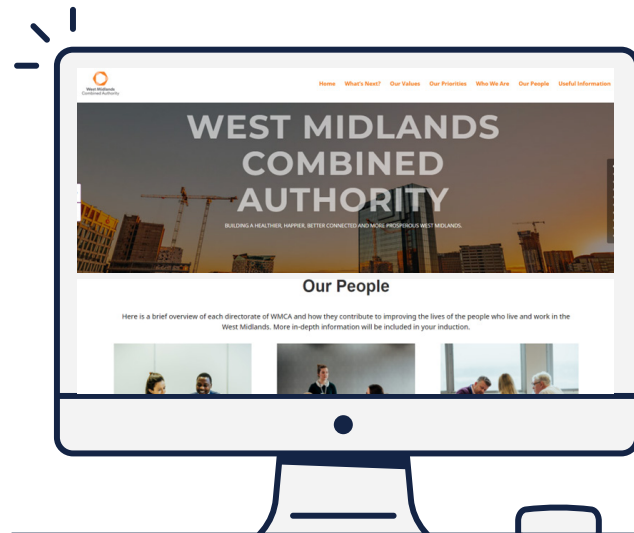 West Midlands
Combined Authority
Home What's Next? Our Values Our Priorities Who We Are Our People Useful Information
WEST MIDLANDS
COMBINED
AUTHORITY
BUILDING A HEALTHIER, HAPPIER, BETTER CONNECTED AND MORE PROSPEROUS WEST MIDLANDS.
Our People
Here is a brief overview of each directorate of WMCA and how they contribute to improving the lives of the people who live and work in the
West Midlands. More in-depth information will be included in your induction.